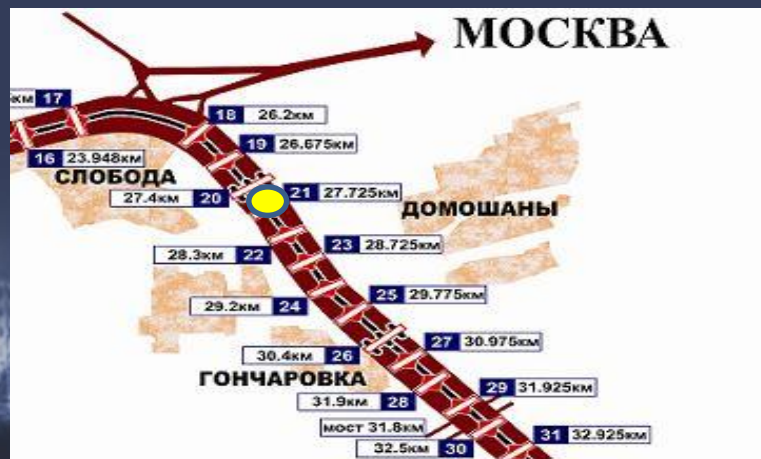 МОСКВА
км 17
18 26.2км
19 26.675км
16 23.948км
СЛОБОДА
27.4км 20
21 27.725км
ДОМОШАНЫ
23 28.725км
28.3км 22
25 29.775км
29.2км 24
27 30.975км
30.4км 26
ГОНЧАРОВКА
29 31.925км
31.9км 28
мост 31.8км
31 32.925км
32.5км 30